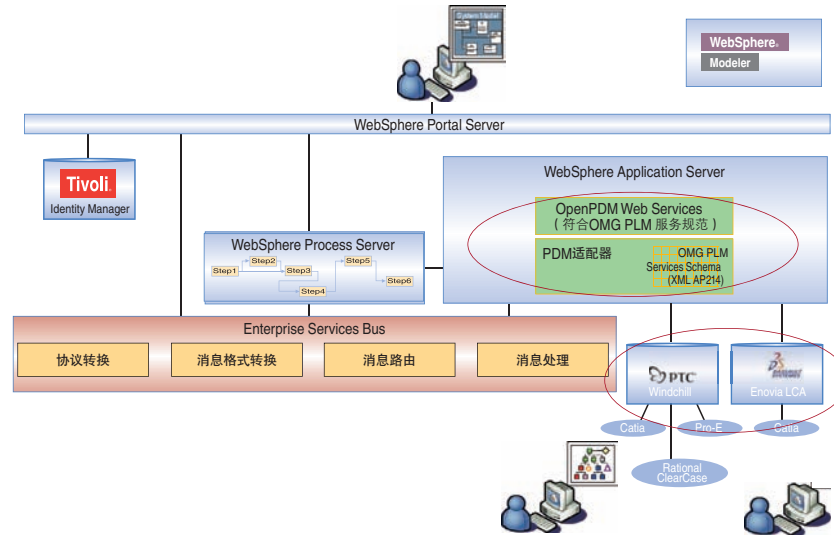 System Model
WebSphere.
Modeler
WebSphere Portal Server
Tivoli.
Identity Manager
WebSphere Application Server
OpenPDM Web Services
(符合OMG PLM 服务规范)
PDM适配器
OMG PLM
Services Schema
(XML AP214)
WebSphere Process Server
Step1
Step2
Step3
Step4
Step5
Step6
Enterprise Services Bus
协议转换
消息格式转换
消息路由
消息处理
PTC
Windchill
Enovia LCA
Catia
Pro-E
Catia
Rational
ClearCase